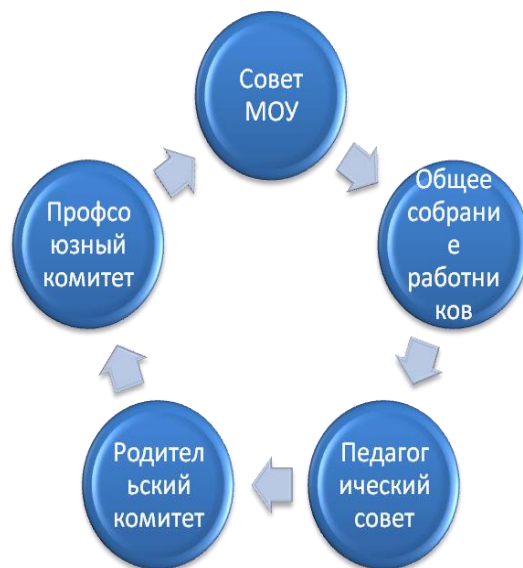 Совет
МОУ
Общее
собрани
е
работни
ков
Педагог
ический
совет
Родител
ьский
комитет
Профсо
юзный
комитет